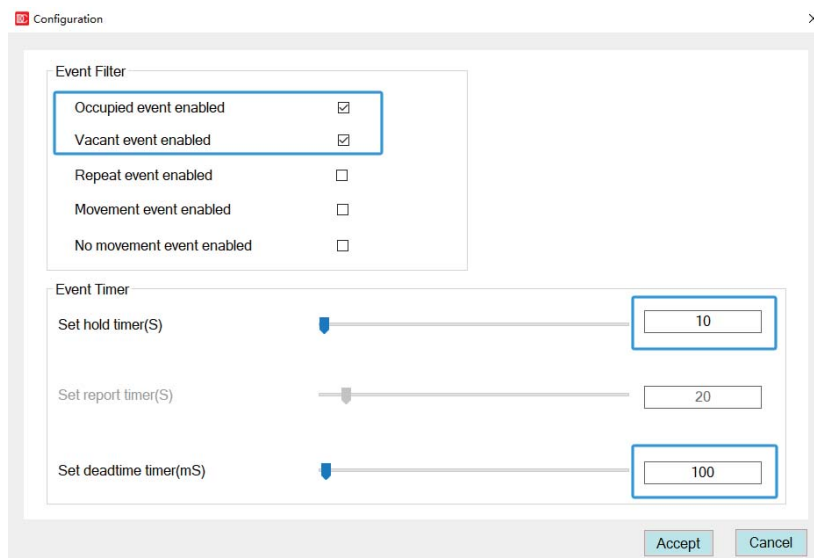 Configuration
Event Filter
Occupied event enabled
Vacant event enabled
Repeat event enabled
Movement event enabled
No movement event enabled
Event Timer
Set hold timer(S) 10
Set report timer(S) 20
Set deadtime timer(mS) 100
Accept Cancel